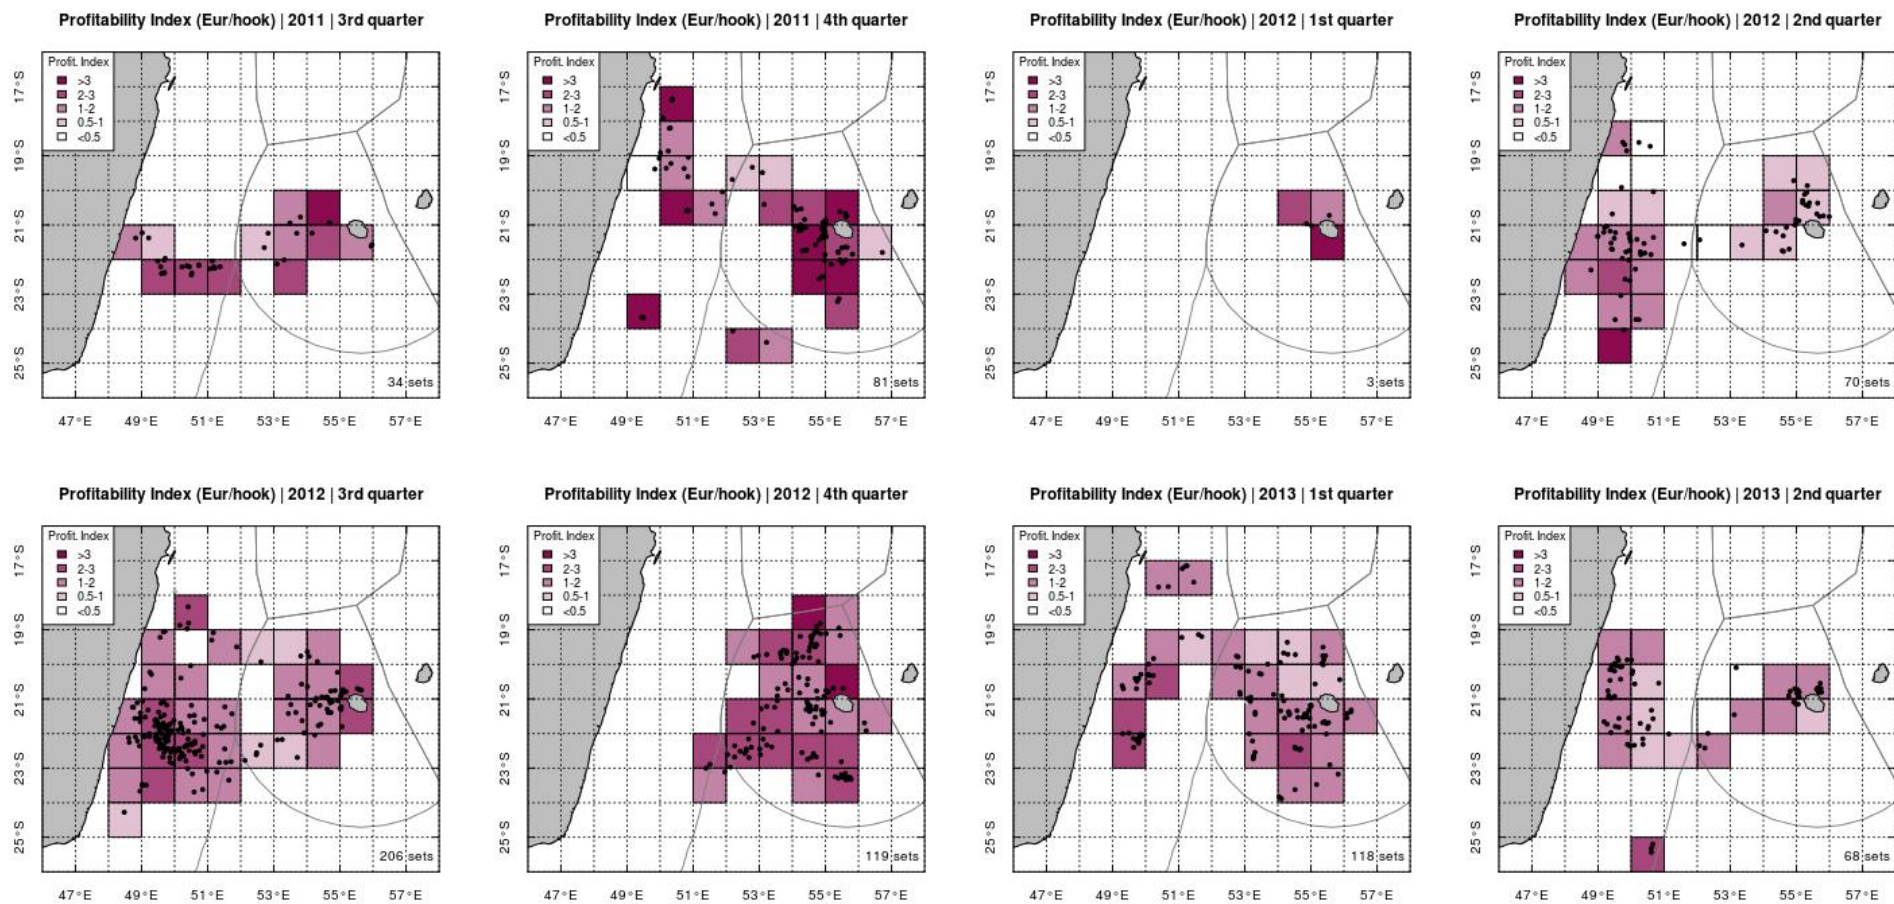 Profitability Index (Eur/hook) | 2011 | 3rd quarter
Profit. Index
>3
2-3
1-2
0.5-1
<0.5
17°S
19°S
21°S
23°S
25°S
34 sets
47°E 49°E 51°E 53°E 55°E 57°E
Profitability Index (Eur/hook) | 2011 | 4th quarter
Profit. Index
>3
2-3
1-2
0.5-1
<0.5
17°S
19°S
21°S
23°S
25°S
81 sets
47°E 49°E 51°E 53°E 55°E 57°E
Profitability Index (Eur/hook) | 2012 | 1st quarter
Profit. Index
>3
2-3
1-2
0.5-1
<0.5
17°S
19°S
21°S
23°S
25°S
3 sets
47°E 49°E 51°E 53°E 55°E 57°E
Profitability Index (Eur/hook) | 2012 | 2nd quarter
Profit. Index
>3
2-3
1-2
0.5-1
<0.5
17°S
19°S
21°S
23°S
25°S
70 sets
47°E 49°E 51°E 53°E 55°E 57°E
Profitability Index (Eur/hook) | 2012 | 3rd quarter
Profit. Index
>3
2-3
1-2
0.5-1
<0.5
17°S
19°S
21°S
23°S
25°S
206 sets
47°E 49°E 51°E 53°E 55°E 57°E
Profitability Index (Eur/hook) | 2012 | 4th quarter
Profit. Index
>3
2-3
1-2
0.5-1
<0.5
17°S
19°S
21°S
23°S
25°S
119 sets
47°E 49°E 51°E 53°E 55°E 57°E
Profitability Index (Eur/hook) | 2013 | 1st quarter
Profit. Index
>3
2-3
1-2
0.5-1
<0.5
17°S
19°S
21°S
23°S
25°S
118 sets
47°E 49°E 51°E 53°E 55°E 57°E
Profitability Index (Eur/hook) | 2013 | 2nd quarter
Profit. Index
>3
2-3
1-2
0.5-1
<0.5
17°S
19°S
21°S
23°S
25°S
68 sets
47°E 49°E 51°E 53°E 55°E 57°E